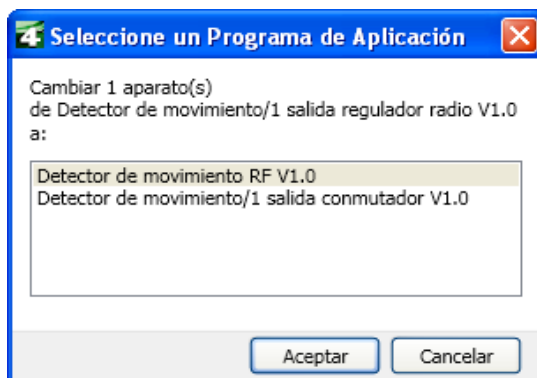 4 Seleccione un Programa de Aplicación
Cambiar 1 aparato(s)
de Detector de movimiento/1 salida regulador radio V1.0
a:
Detector de movimiento RF V1.0
Detector de movimiento/1 salida conmutador V1.0
Aceptar
Cancelar